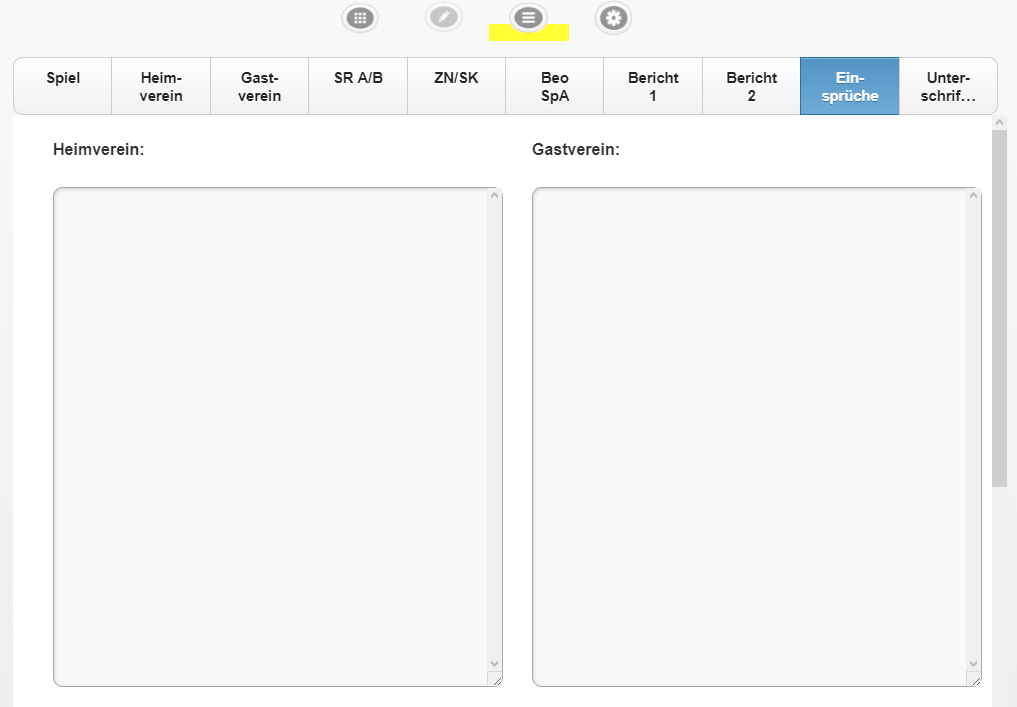 Spiel
Heim-
verein
Gast-
verein
SR A/B
ZN/SK
Beo
SpA
Bericht
1
Bericht
2
Ein-
sprüche
Unter-
schrif...
Heimverein:
Gastverein: